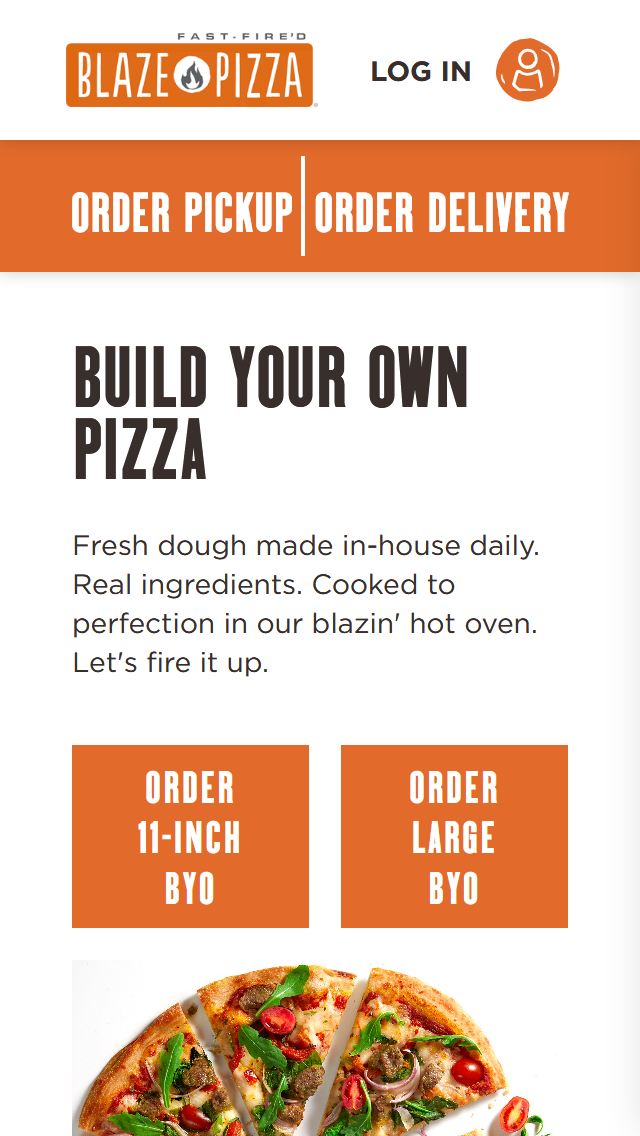 FAST-FIRE'D
BLAZE PIZZA
LOG IN
ORDER PICKUP
ORDER DELIVERY
BUILD YOUR OWN
PIZZA
Fresh dough made in-house daily.
Real ingredients. Cooked to
perfection in our blazin' hot oven.
Let's fire it up.
ORDER
11-INCH
BYO
ORDER
LARGE
BYO